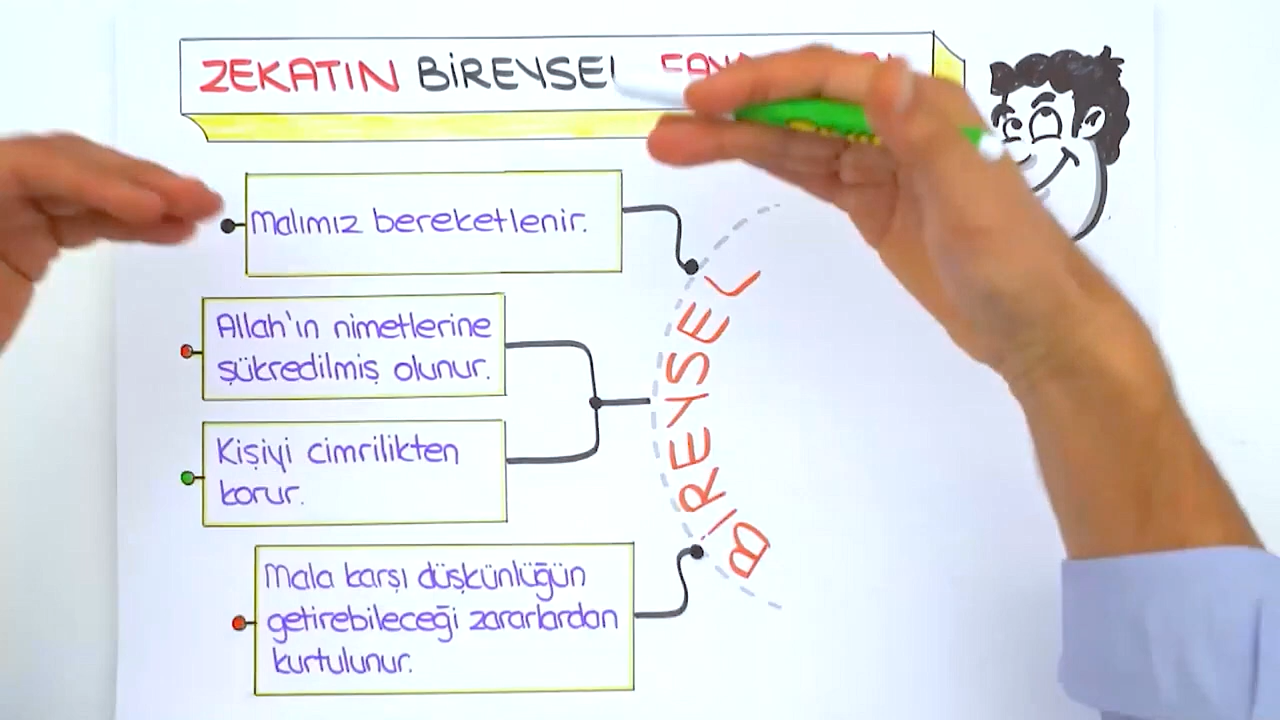 ZEKATIN BİREYSEL
Malımız bereketlenir.
Allah'ın nimetlerine
şükredilmiş olunur.
Kişiyi cimrilikten
korur.
Mala karşı düşkünlüğün
getirebileceği zararlardan
kurtulunur.
BİREYSEL